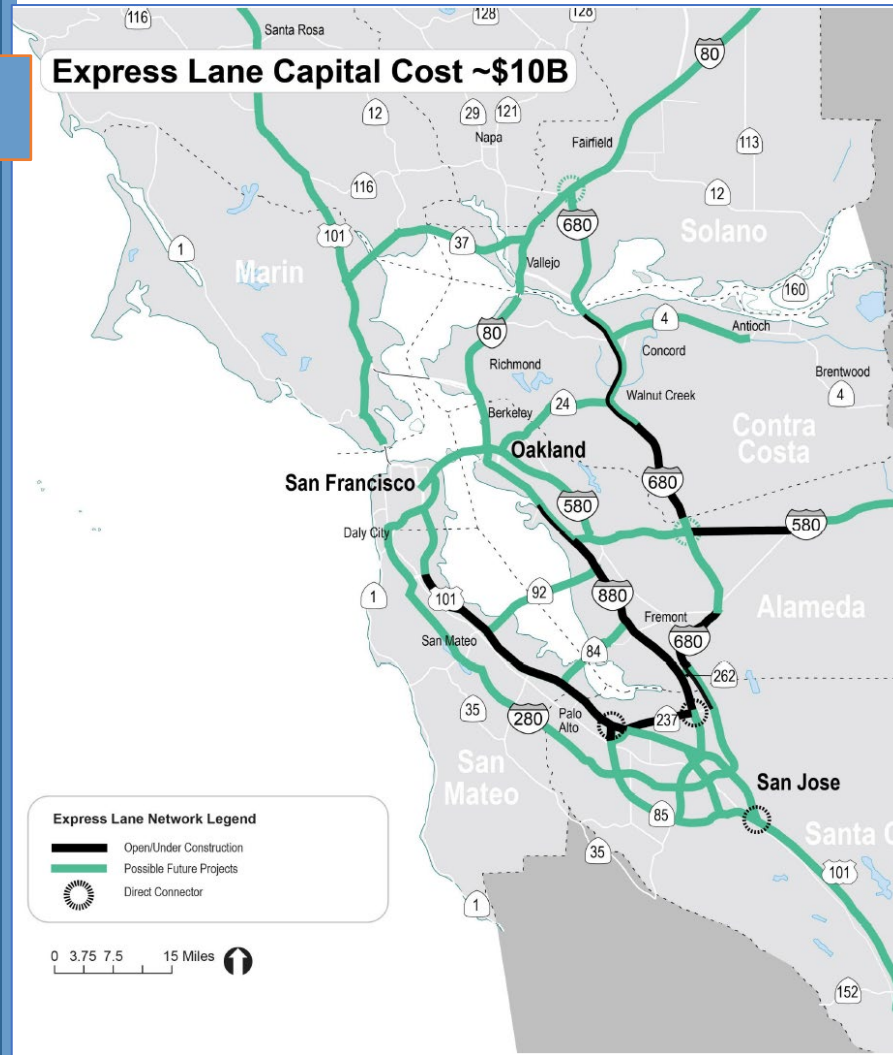 116
Santa Rosa
128
128
80
Express Lane Capital Cost ~$10B
12
29
121
Napa
Fairfield
113
116
12
680
101
37
1
Solano
Marin
Vallejo
160
80
4
Antioch
Richmond
Concord
Brentwood
Walnut Creek
4
24
Berkeley
Contra
Costa
Oakland
San Francisco
680
580
580
Daly City
1
101
92
880
Fremont
Alameda
San Mateo
680
84
262
35
280
Palo
Alto
237
San
Mateo
San Jose
85
Santa C
35
101
1
152
Express Lane Network Legend
Open/Under Construction
Possible Future Projects
Direct Connector
0 3.75 7.5 15 Miles